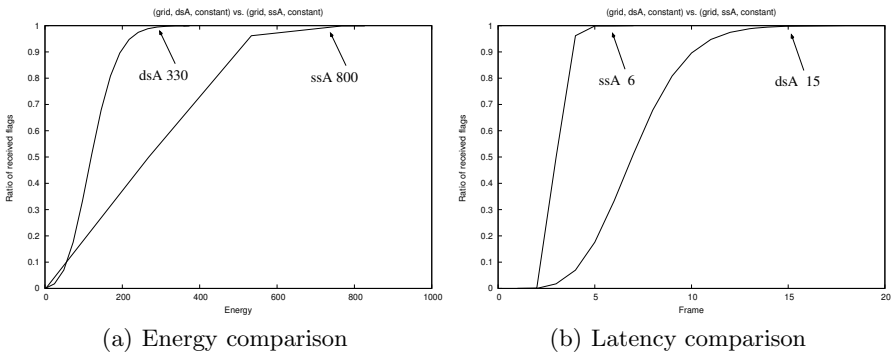 (grid, dsA, constant) vs. (grid, ssA, constant)
1
0.9
0.8
0.7
0.6
0.5
0.4
0.3
0.2
0.1
0
Ratio of received flags
dsA 330
ssA 800
0 200 400 600 800 1000
Energy
(a) Energy comparison
(grid, dsA, constant) vs. (grid, ssA, constant)
1
0.9
0.8
0.7
0.6
0.5
0.4
0.3
0.2
0.1
0
Ratio of received flags
ssA 6
dsA 15
0 5 10 15 20
Frame
(b) Latency comparison